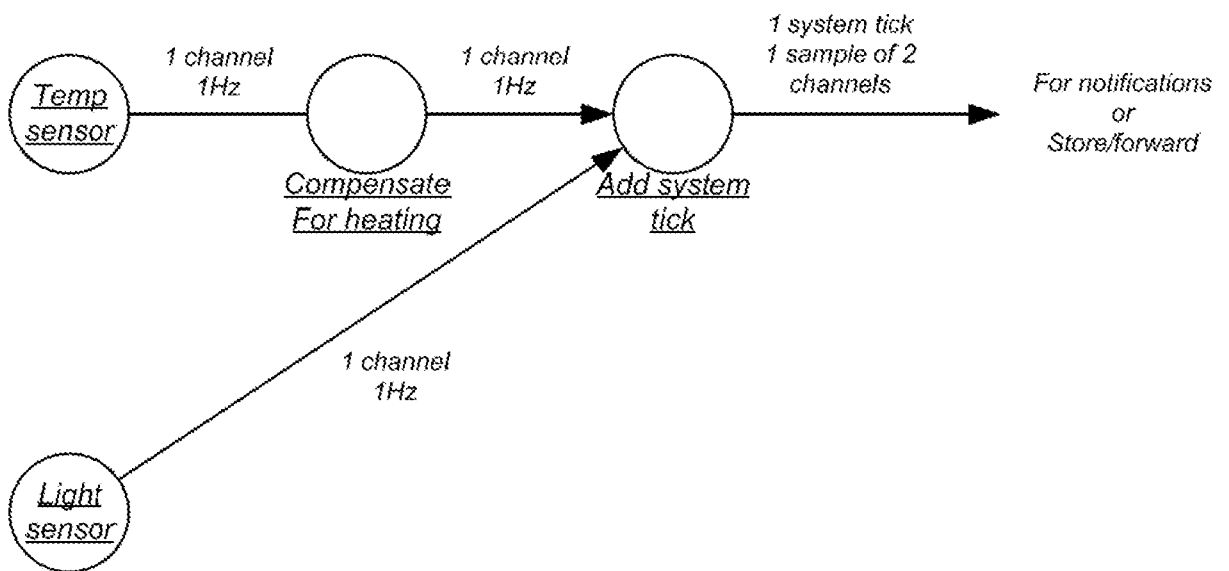 Temp
sensor
1 channel
1Hz
Compensate
For heating
1 channel
1Hz
Add system
tick
1 system tick
1 sample of 2
channels
For notifications
or
Store/forward
1 channel
1Hz
Light
sensor